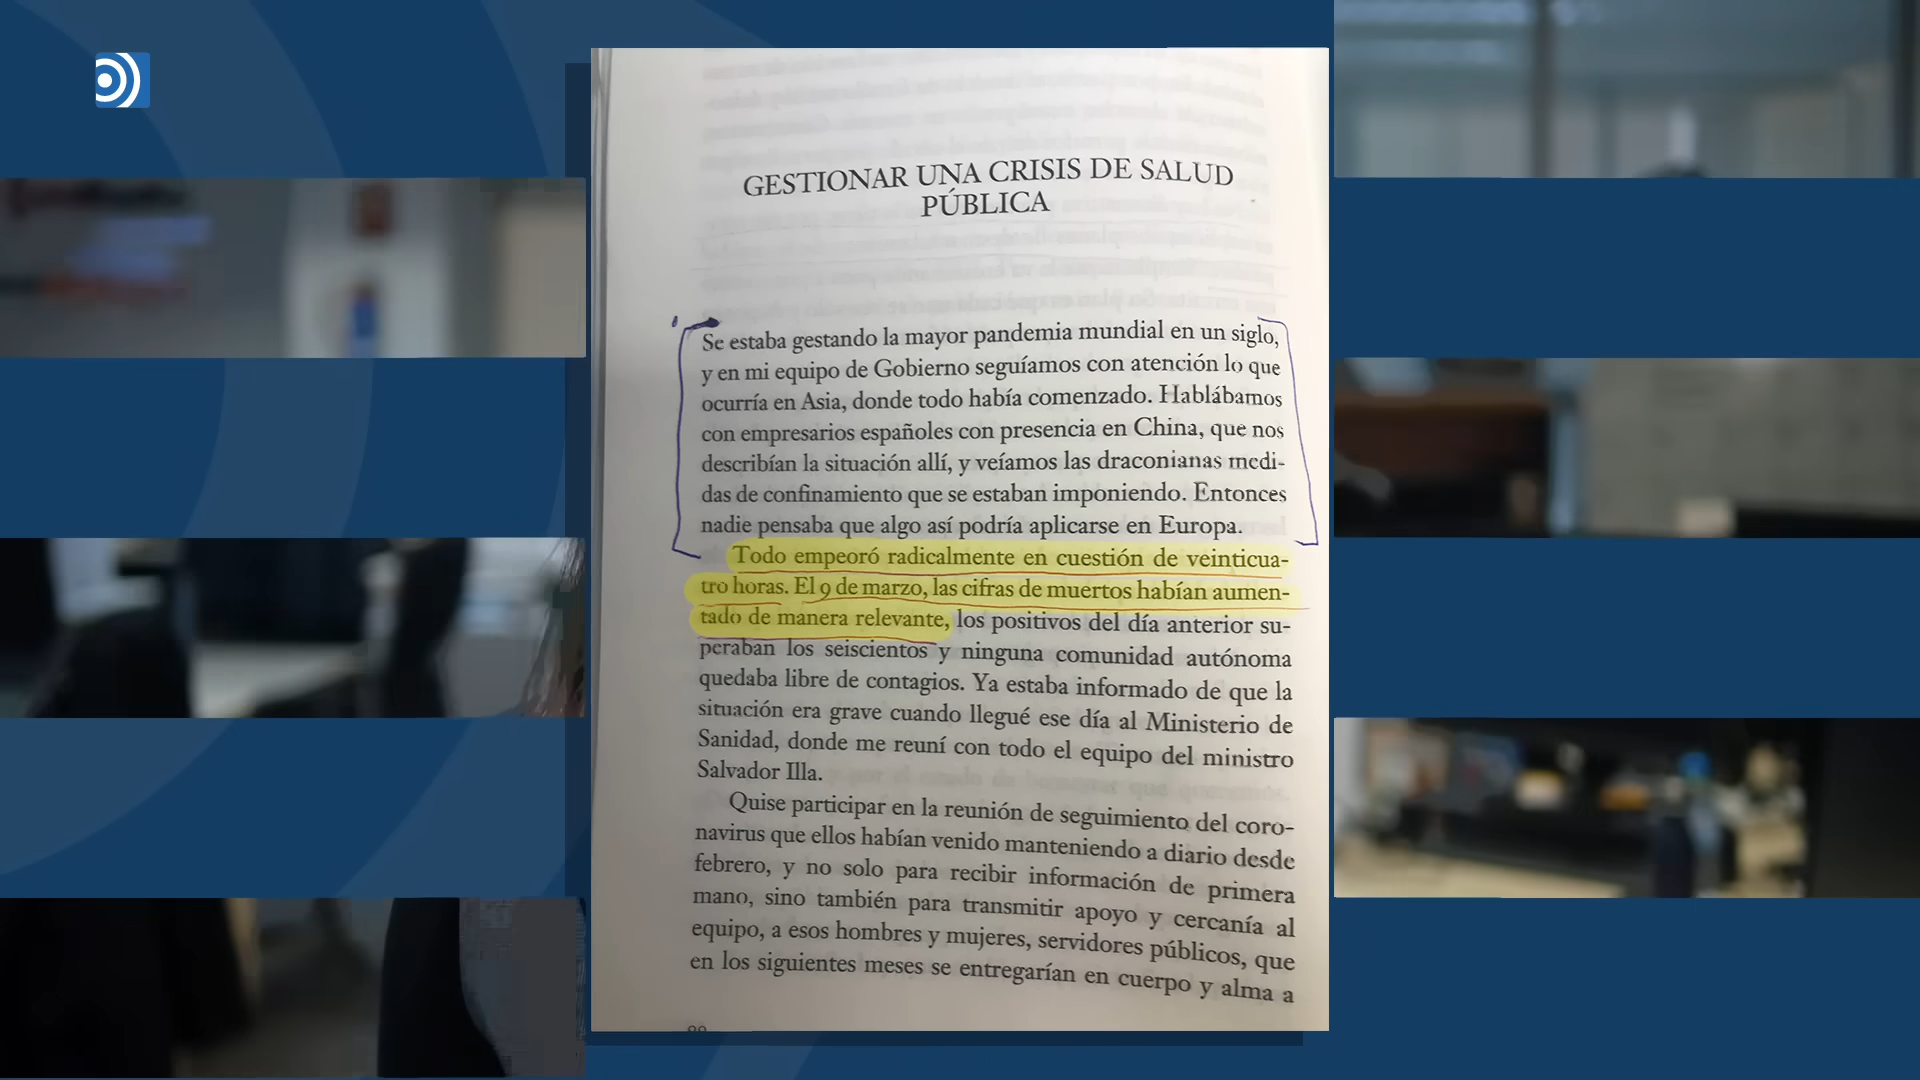 GESTIONAR UNA CRISIS DE SALUD
PÚBLICA
Se estaba gestando la mayor pandemia mundial en un siglo,
y en mi equipo de Gobierno seguíamos con atención lo que
ocurría en Asia, donde todo había comenzado. Hablábamos
con empresarios españoles con presencia en China, que nos
describían la situación allí, y veíamos las draconianas medi-
das de confinamiento que se estaban imponiendo. Entonces
nadie pensaba que algo así podría aplicarse en Europa.
Todo empeoró radicalmente en cuestión de veinticua-
tro horas. El 9 de marzo, las cifras de muertos habían aumen-
tado de manera relevante, los positivos del día anterior su-
peraban los seiscientos y ninguna comunidad autónoma
quedaba libre de contagios. Ya estaba informado de que la
situación era grave cuando llegué ese día al Ministerio de
Sanidad, donde me reuní con todo el equipo del ministro
Salvador Illa.
Quise participar en la reunión de seguimiento del coro-
navirus que ellos habían venido manteniendo a diario desde
febrero, y no solo para recibir información de primera
mano, sino también para transmitir apoyo y cercanía al
equipo, a esos hombres y mujeres, servidores públicos, que
en los siguientes meses se entregarían en cuerpo y alma a